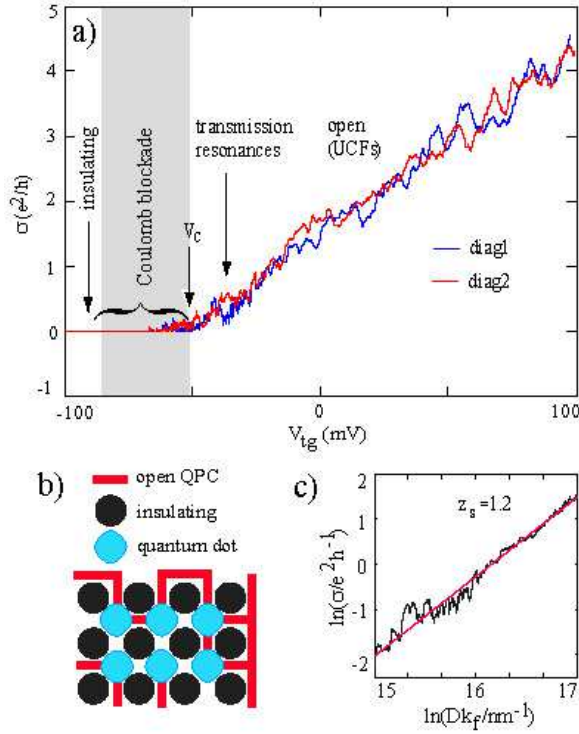 a)
5
4
3
2
1
0
-1
σ(e²/h)
insulating
Coulomb blockade
V_c
transmission
resonances
open
(UCFs)
diag1
diag2
-100
0
100
V_tg (mV)
b)
open QPC
insulating
quantum dot
c)
z_s=1.2
2
1
0
-1
-2
ln(σ/e²h⁻¹)
15
16
17
ln(Dk_f/nm⁻¹)